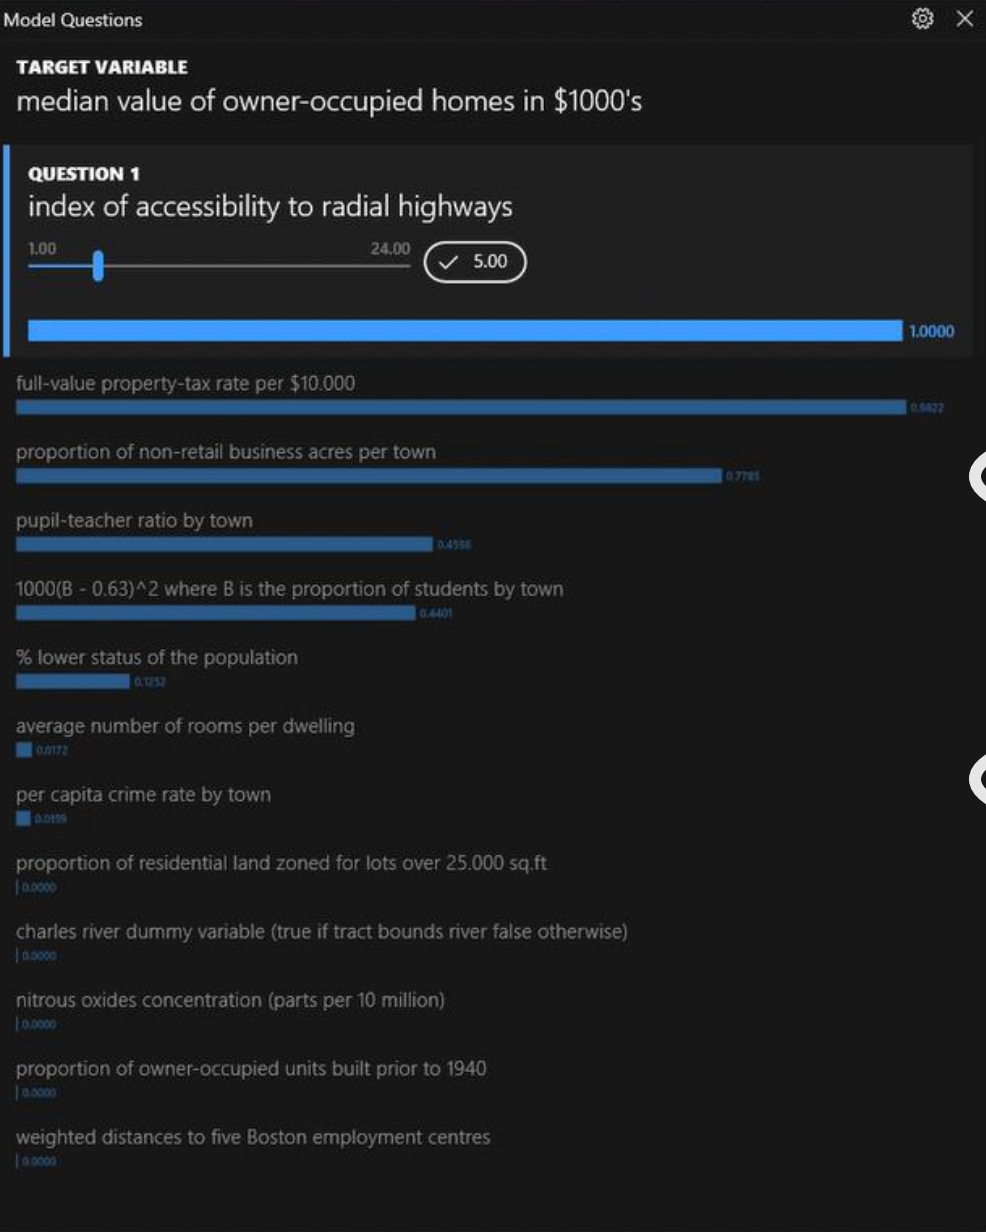 Model Questions
TARGET VARIABLE
median value of owner-occupied homes in $1000's
QUESTION 1
index of accessibility to radial highways
1.00 24.00
5.00
1.0000
full-value property-tax rate per $10.000
0.9822
proportion of non-retail business acres per town
0.7785
pupil-teacher ratio by town
1000(B - 0.63)^2 where B is the proportion of students by town
0.4401
% lower status of the population
0.1252
average number of rooms per dwelling
0.0172
per capita crime rate by town
0.0159
proportion of residential land zoned for lots over 25.000 sq.ft
0.0000
charles river dummy variable (true if tract bounds river false otherwise)
0.0000
nitrous oxides concentration (parts per 10 million)
0.0000
proportion of owner-occupied units built prior to 1940
0.0000
weighted distances to five Boston employment centres
0.0000